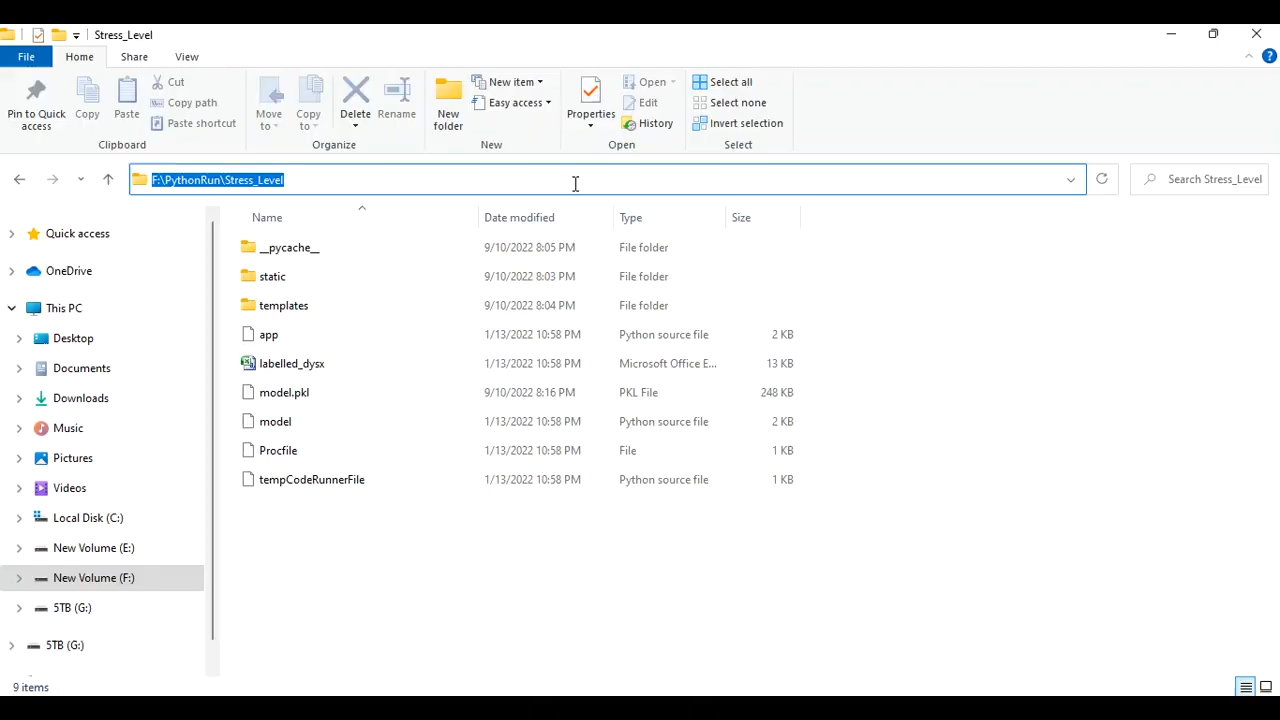 Stress_Level
File Home Share View
Pin to Quick access
Copy
Paste
Cut
Copy path
Paste shortcut
Clipboard
Move to
Copy to
Delete
Rename
Organize
New folder
New item
Easy access
New
Properties
Open
Edit
History
Open
Select all
Select none
Invert selection
Select
F:\PythonRun\Stress_Level
Search Stress_Level
Quick access
OneDrive
This PC
Desktop
Documents
Downloads
Music
Pictures
Videos
Local Disk (C:)
New Volume (E:)
New Volume (F:)
5TB (G:)
5TB (G:)
Name Date modified Type Size
__pycache__ 9/10/2022 8:05 PM File folder
static 9/10/2022 8:03 PM File folder
templates 9/10/2022 8:04 PM File folder
app 1/13/2022 10:58 PM Python source file 2 KB
labelled_dysx 1/13/2022 10:58 PM Microsoft Office E... 13 KB
model.pkl 9/10/2022 8:16 PM PKL File 248 KB
model 1/13/2022 10:58 PM Python source file 2 KB
Procfile 1/13/2022 10:58 PM File 1 KB
tempCodeRunnerFile 1/13/2022 10:58 PM Python source file 1 KB
9 items